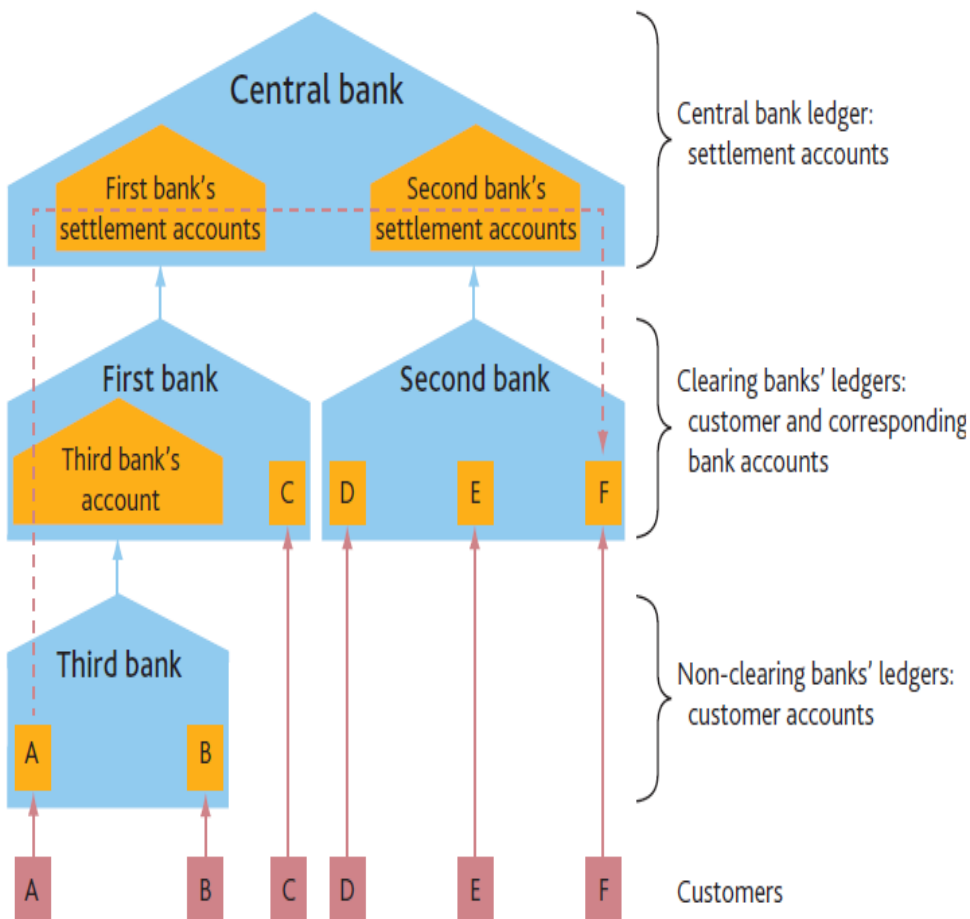 Central bank
First bank's
settlement accounts
Second bank's
settlement accounts
Central bank ledger:
settlement accounts
First bank
Second bank
Third bank's
account
C
D
E
F
Clearing banks' ledgers:
customer and corresponding
bank accounts
Third bank
A
B
Non-clearing banks' ledgers:
customer accounts
A
B
C
D
E
F
Customers